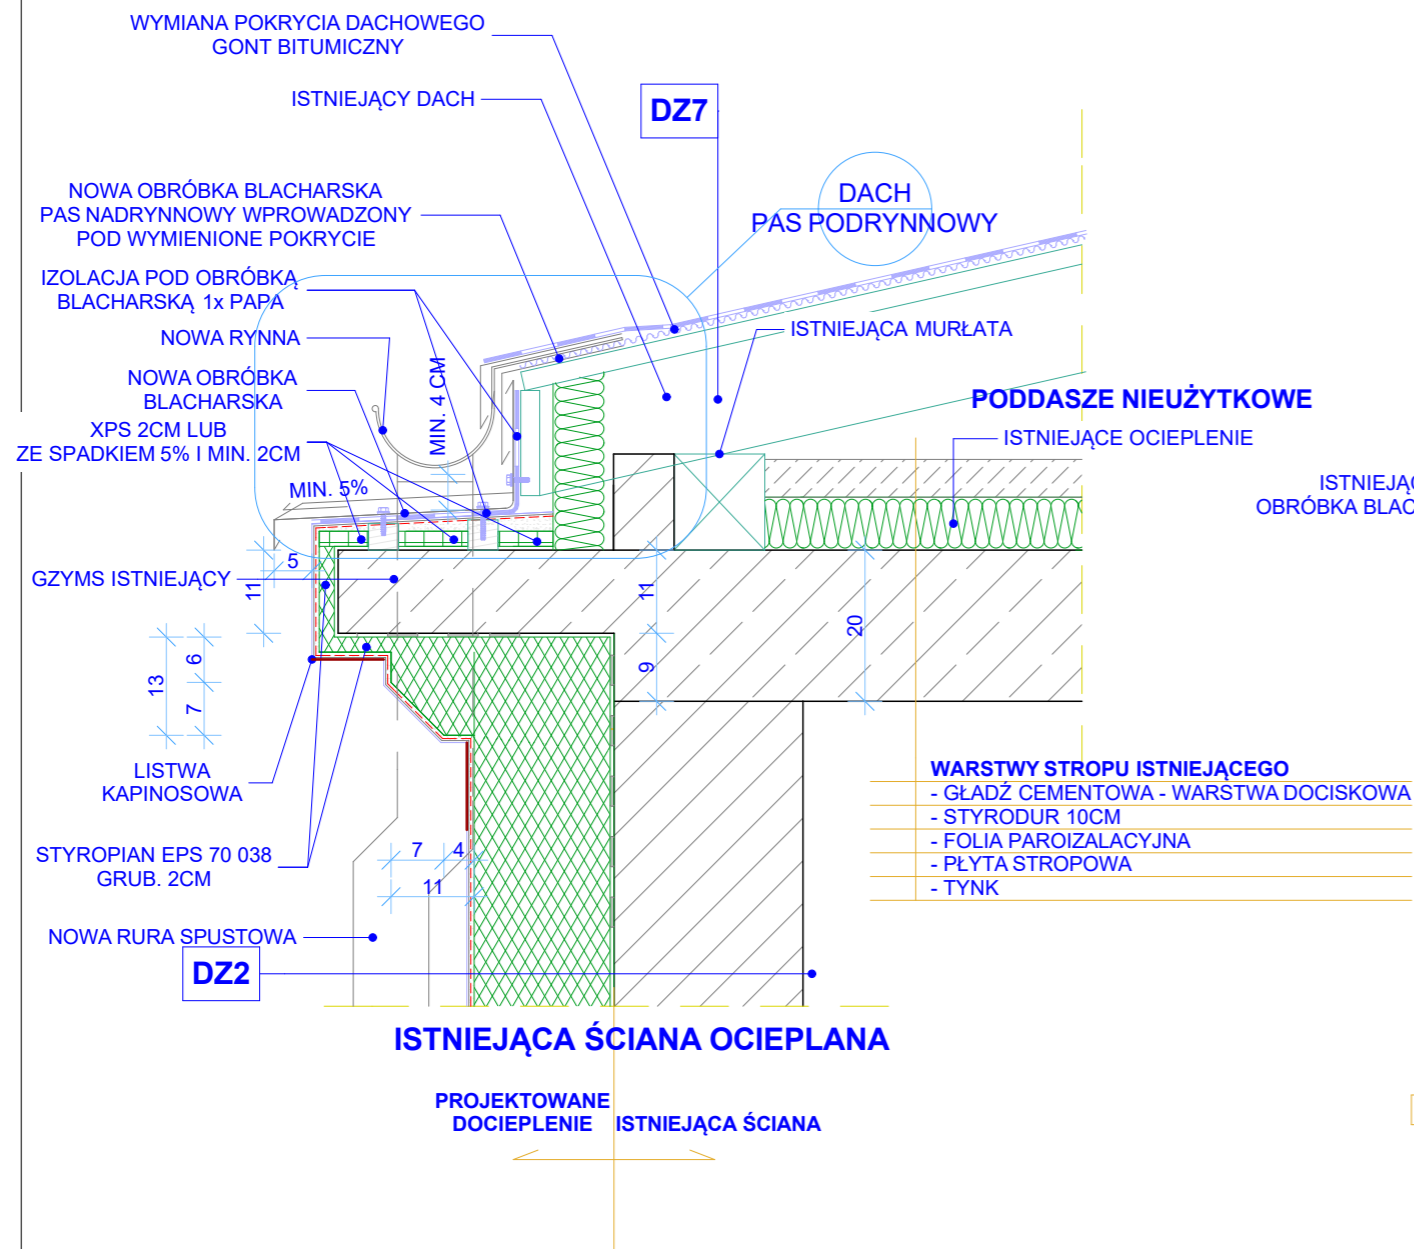 WYMIANA POKRYCIA DACHOWEGO
GONT BITUMICZNY
ISTNIEJĄCY DACH
DZ7
NOWA OBRÓBKA BLACHARSKA
PAS NADRYNNOWY WPROWADZONY
POD WYMIENIONE POKRYCIE
DACH
PAS PODRYNNOWY
IZOLACJA POD OBRÓBKĄ
BLACHARSKĄ 1x PAPA
NOWA RYNNA
ISTNIEJĄCA MURŁATA
NOWA OBRÓBKA
BLACHARSKA
MIN. 4 CM
PODDASZE NIEUŻYTKOWE
XPS 2CM LUB
ZE SPADKIEM 5% I MIN. 2CM
ISTNIEJĄCE OCIEPLENIE
MIN. 5%
ISTNIEJĄC
OBRÓBKA BLAC
5
GZYMS ISTNIEJĄCY
11
11
20
6
9
13
7
LISTWA
KAPINOSOWA
WARSTWY STROPU ISTNIEJĄCEGO
- GŁADŹ CEMENTOWA - WARSTWA DOCISKOWA
- STYRODUR 10CM
- FOLIA PAROIZALACYJNA
- PŁYTA STROPOWA
- TYNK
STYROPIAN EPS 70 038
GRUB. 2CM
7
4
11
NOWA RURA SPUSTOWA
DZ2
ISTNIEJĄCA ŚCIANA OCIEPLANA
PROJEKTOWANE
DOCIEPLENIE
ISTNIEJĄCA ŚCIANA